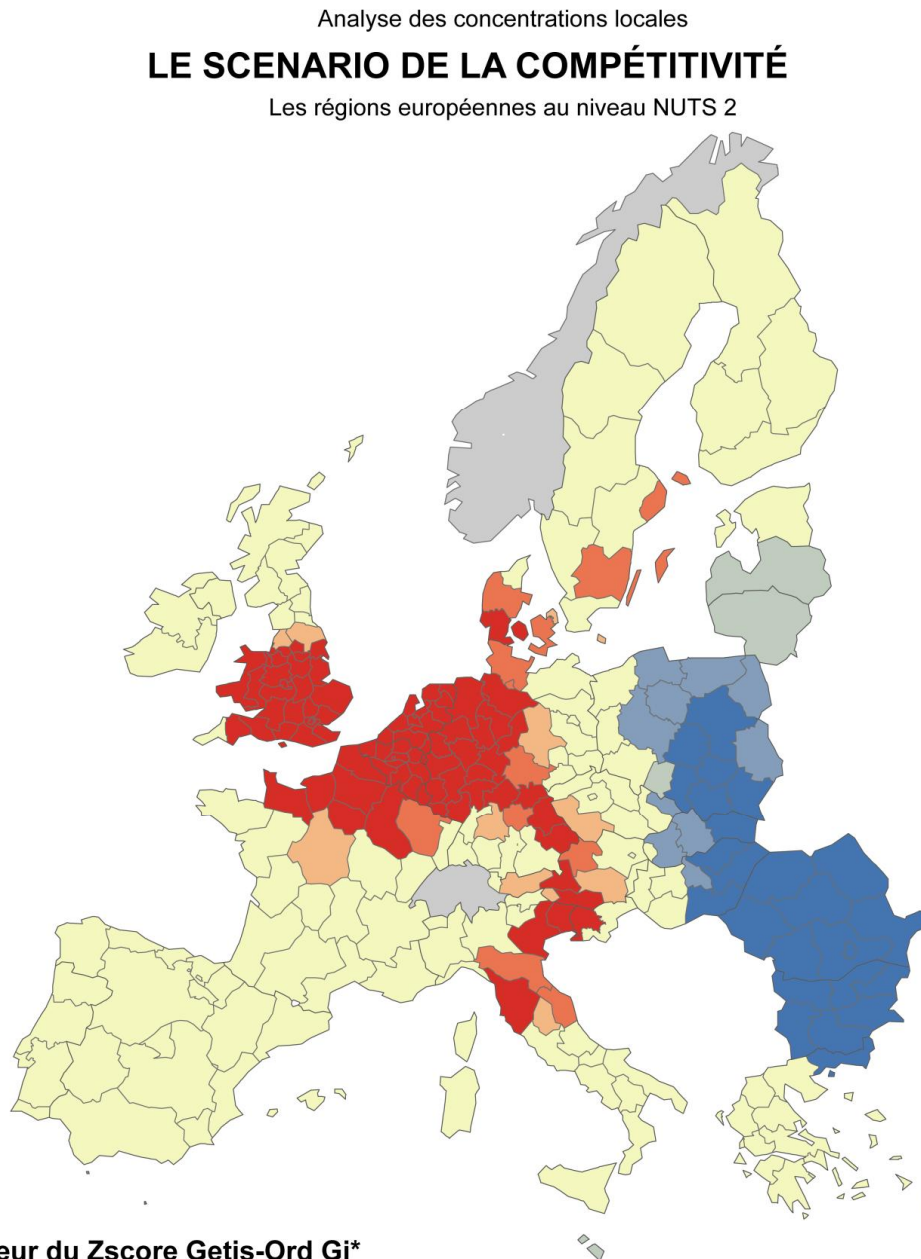 Analyse des concentrations locales
LE SCENARIO DE LA COMPÉTITIVITÉ
Les régions européennes au niveau NUTS 2
du Zscore Getis-Ord Gi*